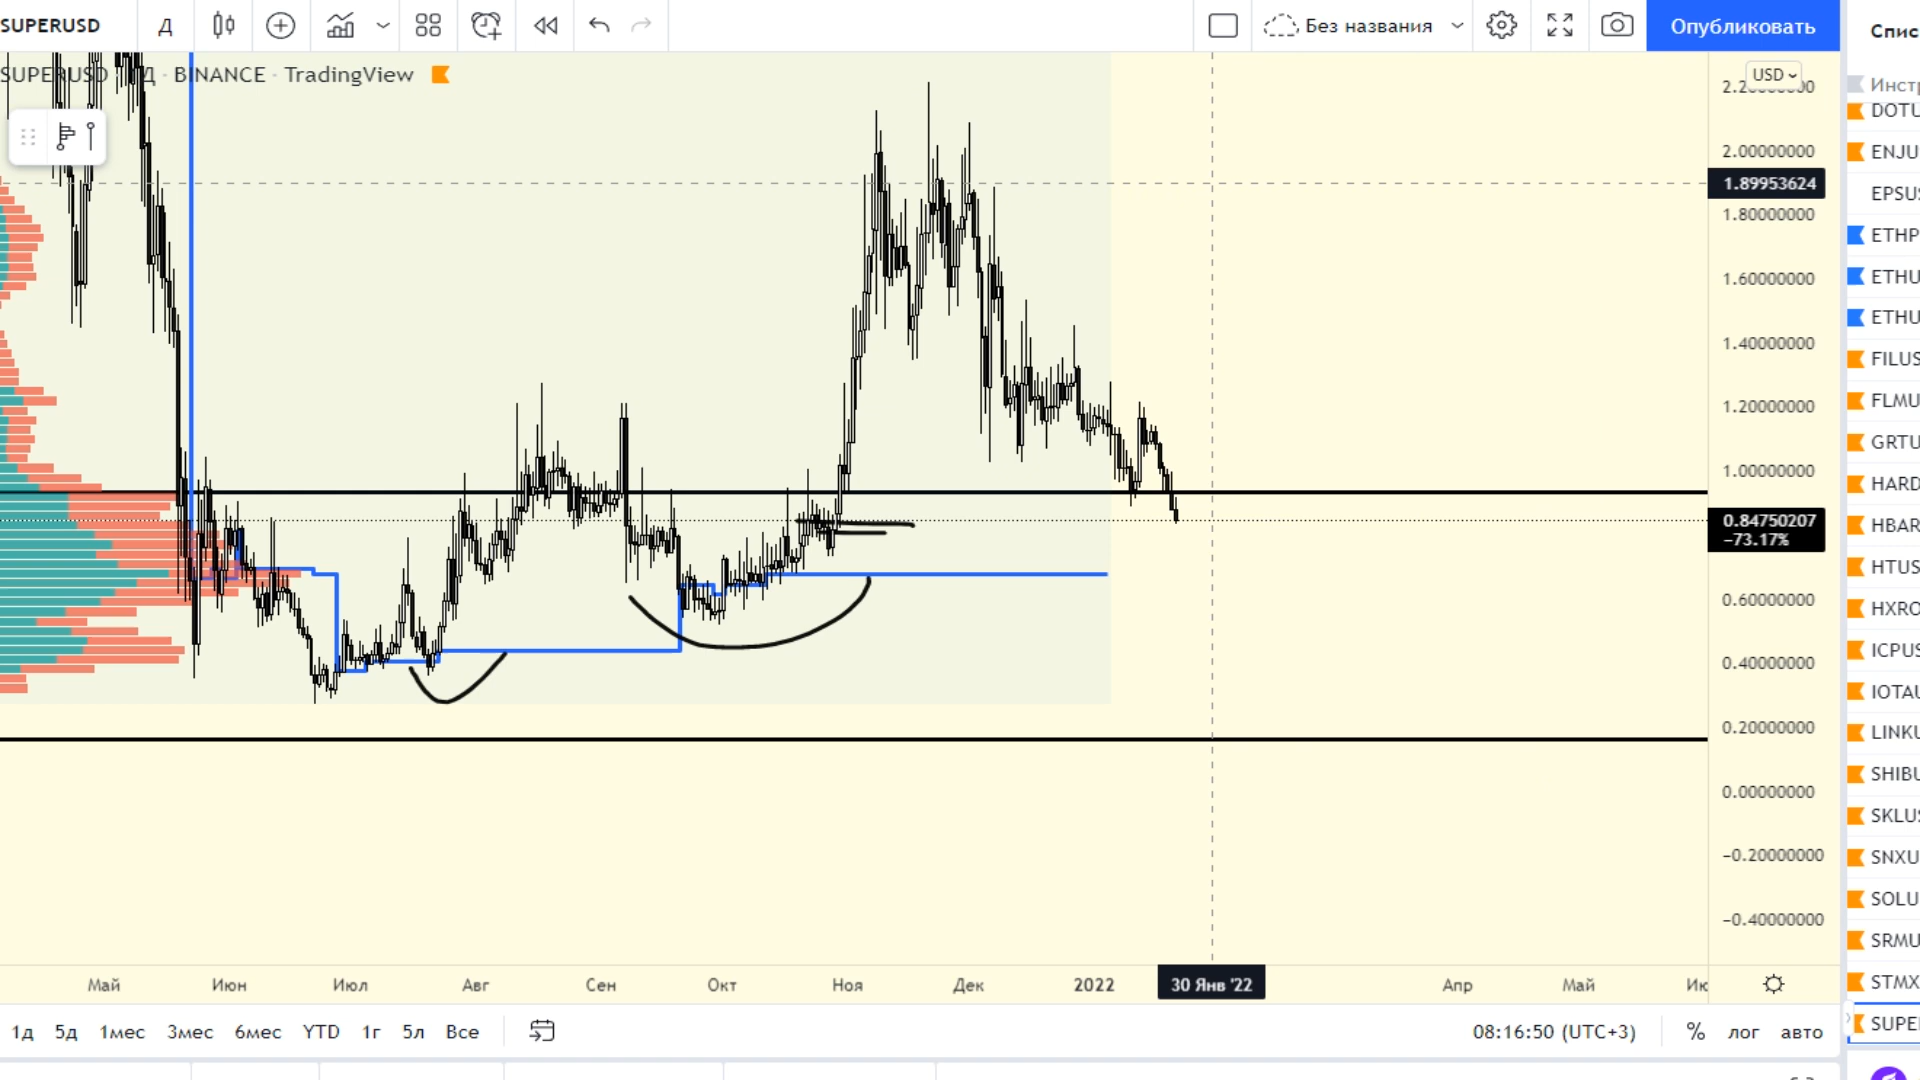 SUPERUSD Д Без названия Опубликовать Спис
SUPERUSD Д · BINANCE · TradingView
USD
Инстр
2.00000000
1.89953624
1.80000000
1.60000000
1.40000000
1.20000000
1.00000000
0.84750207
−73.17%
0.60000000
0.40000000
0.20000000
0.00000000
−0.20000000
−0.40000000
DOTU
ENJU
EPSUS
ETHP
ETHU
ETHU
FILUS
FLMU
GRTU
HARD
HBAR
HTUS
HXRO
ICPUS
IOTAU
LINKU
SHIBU
SKLUS
SNXU
SOLU
SRMU
STMX
SUPE
Май Июн Июл Авг Сен Окт Ноя Дек 2022 30 Янв '22 Апр Май Ию
1д 5д 1мес 3мес 6мес YTD 1г 5л Все 08:16:50 (UTC+3) % лог авто